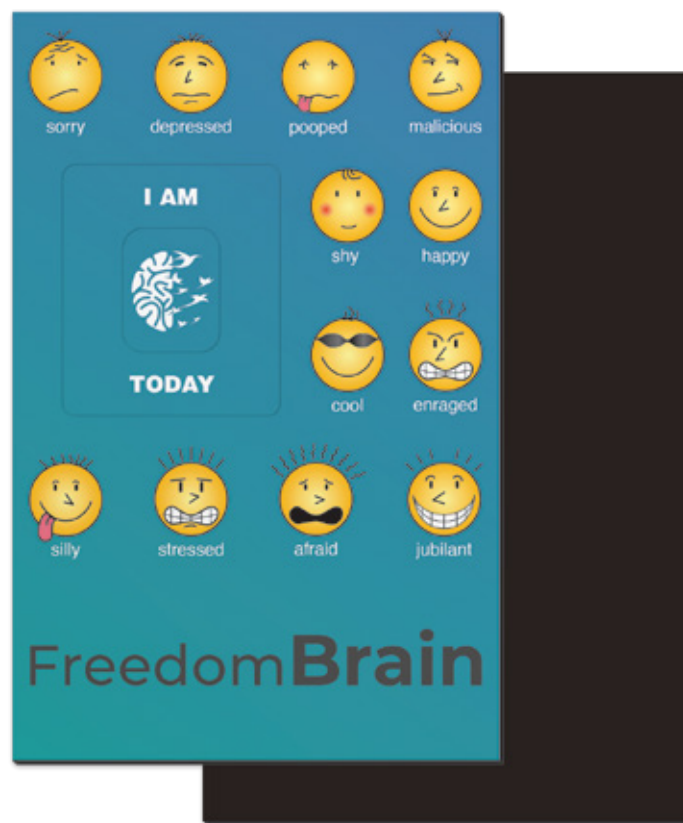 sorry depressed pooped malicious
I AM
TODAY
shy happy
cool enraged
silly stressed afraid jubilant
FreedomBrain